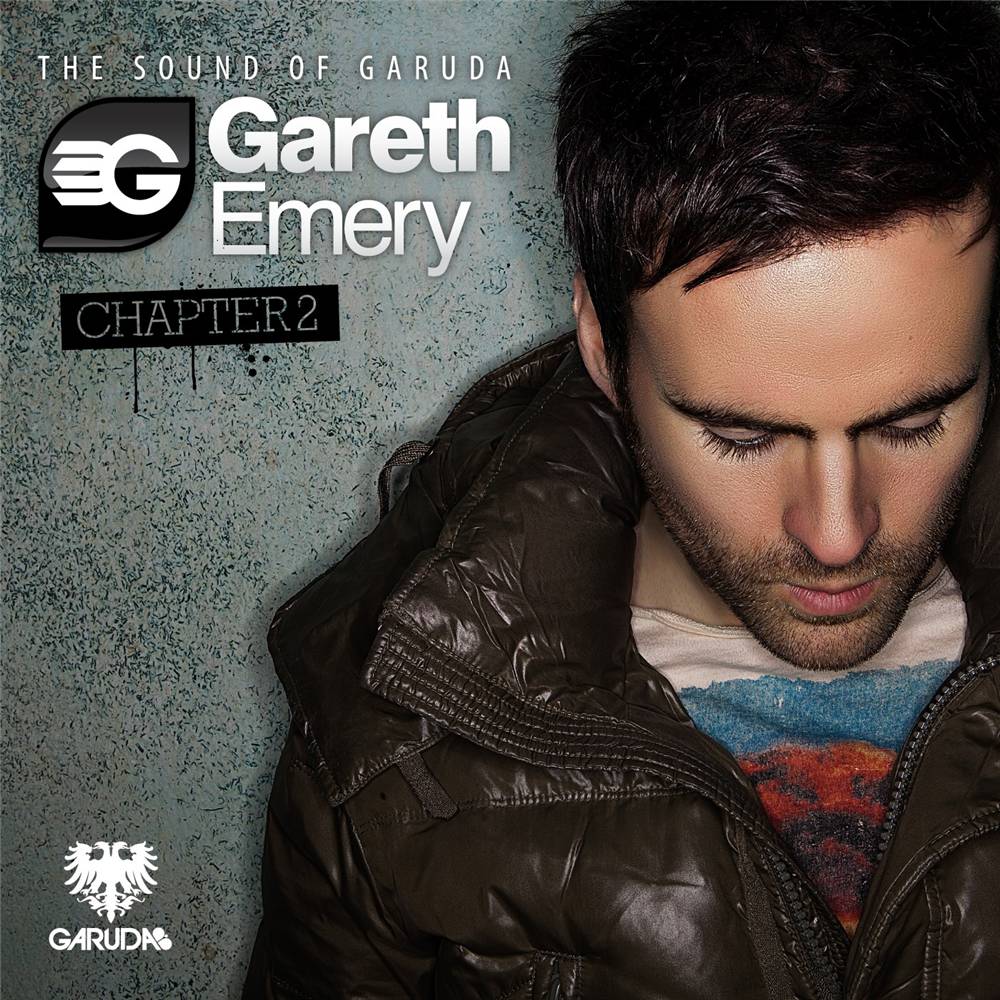 THE SOUND OF GARUDA
G
Gareth
Emery
CHAPTER 2
GARUDA